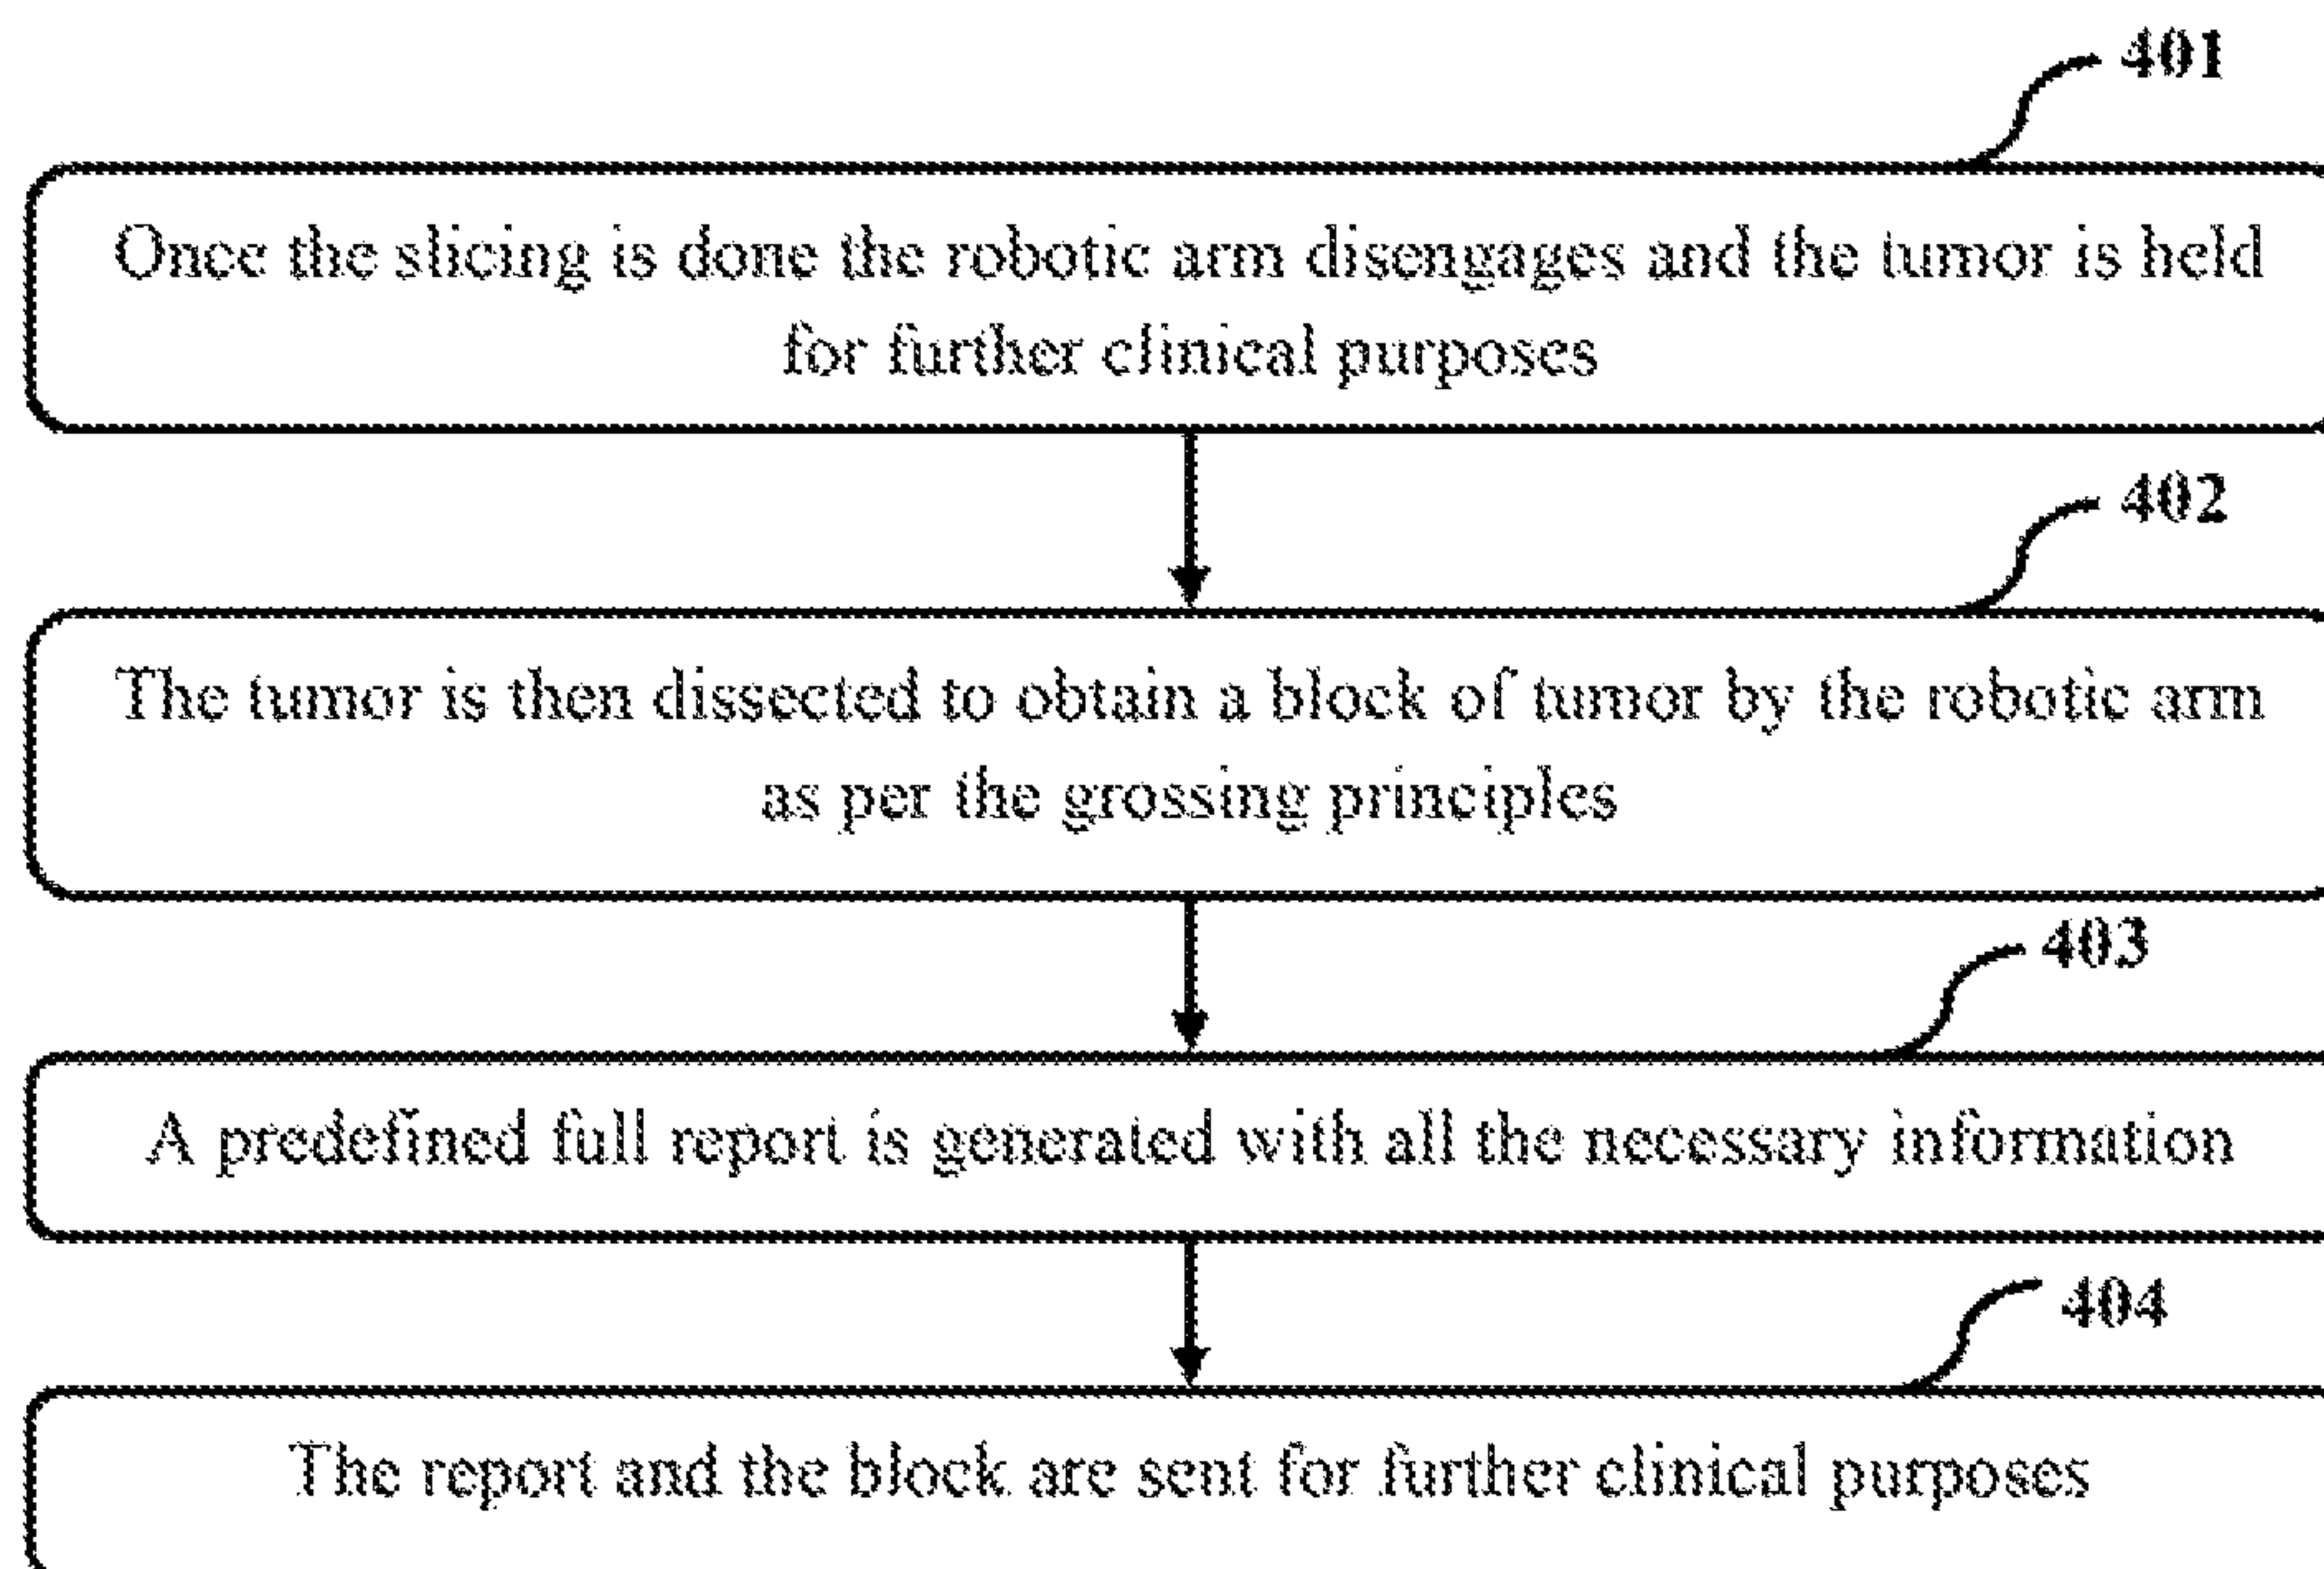 401
Once the slicing is done the robotic arm disengages and the tumor is held
for further clinical purposes
402
The tumor is then dissected to obtain a block of tumor by the robotic arm
as per the grossing principles
403
A predefined full report is generated with all the necessary information
404
The report and the block are sent for further clinical purposes